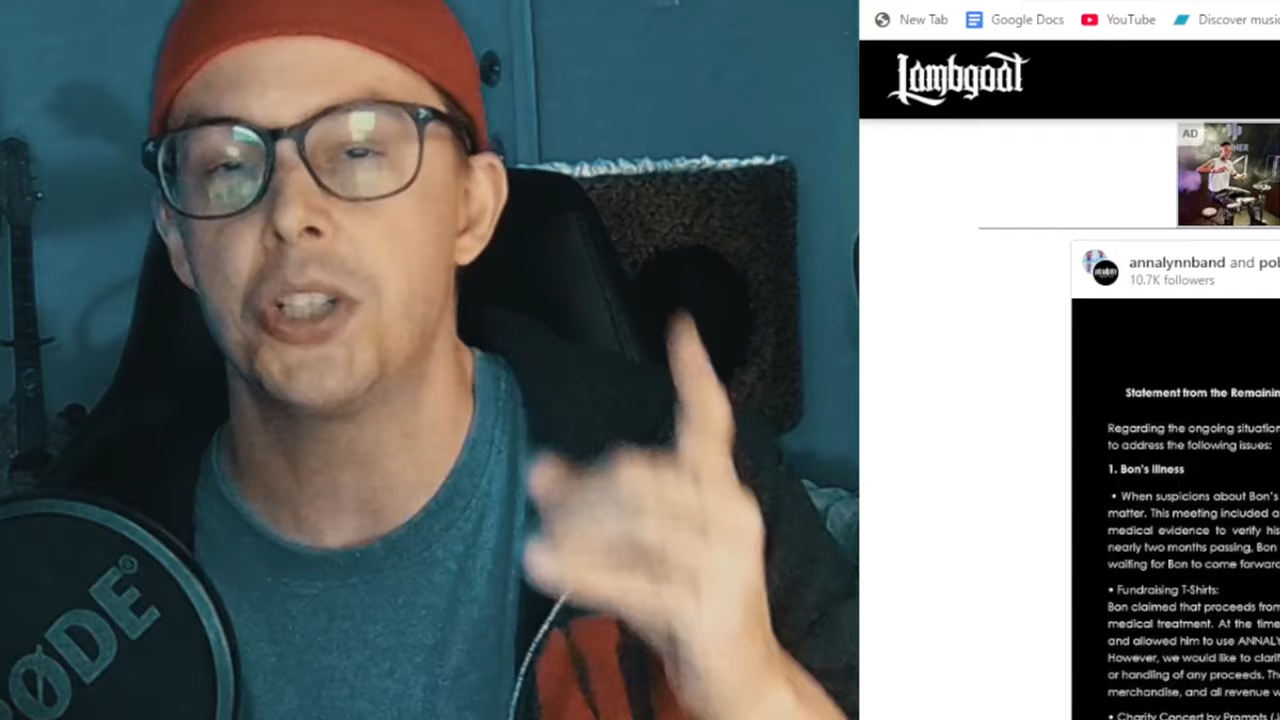 New Tab
Google Docs
YouTube
Discover music
Lambgoat
AD
annalynnband and pol
10.7K followers
Statement from the Remaining
Regarding the ongoing situation
to address the following issues:
1. Bon's Illness
• When suspicions about Bon's
matter. This meeting included a
medical evidence to verify his
nearly two months passing, Bon
waiting for Bon to come forward
• Fundraising T-Shirts:
Bon claimed that proceeds from
medical treatment. At the time
and allowed him to use ANNALY
However, we would like to clarif
or handling of any proceeds. Th
merchandise, and all revenue w
• Charity Concert by Prompts (J
RØDE®